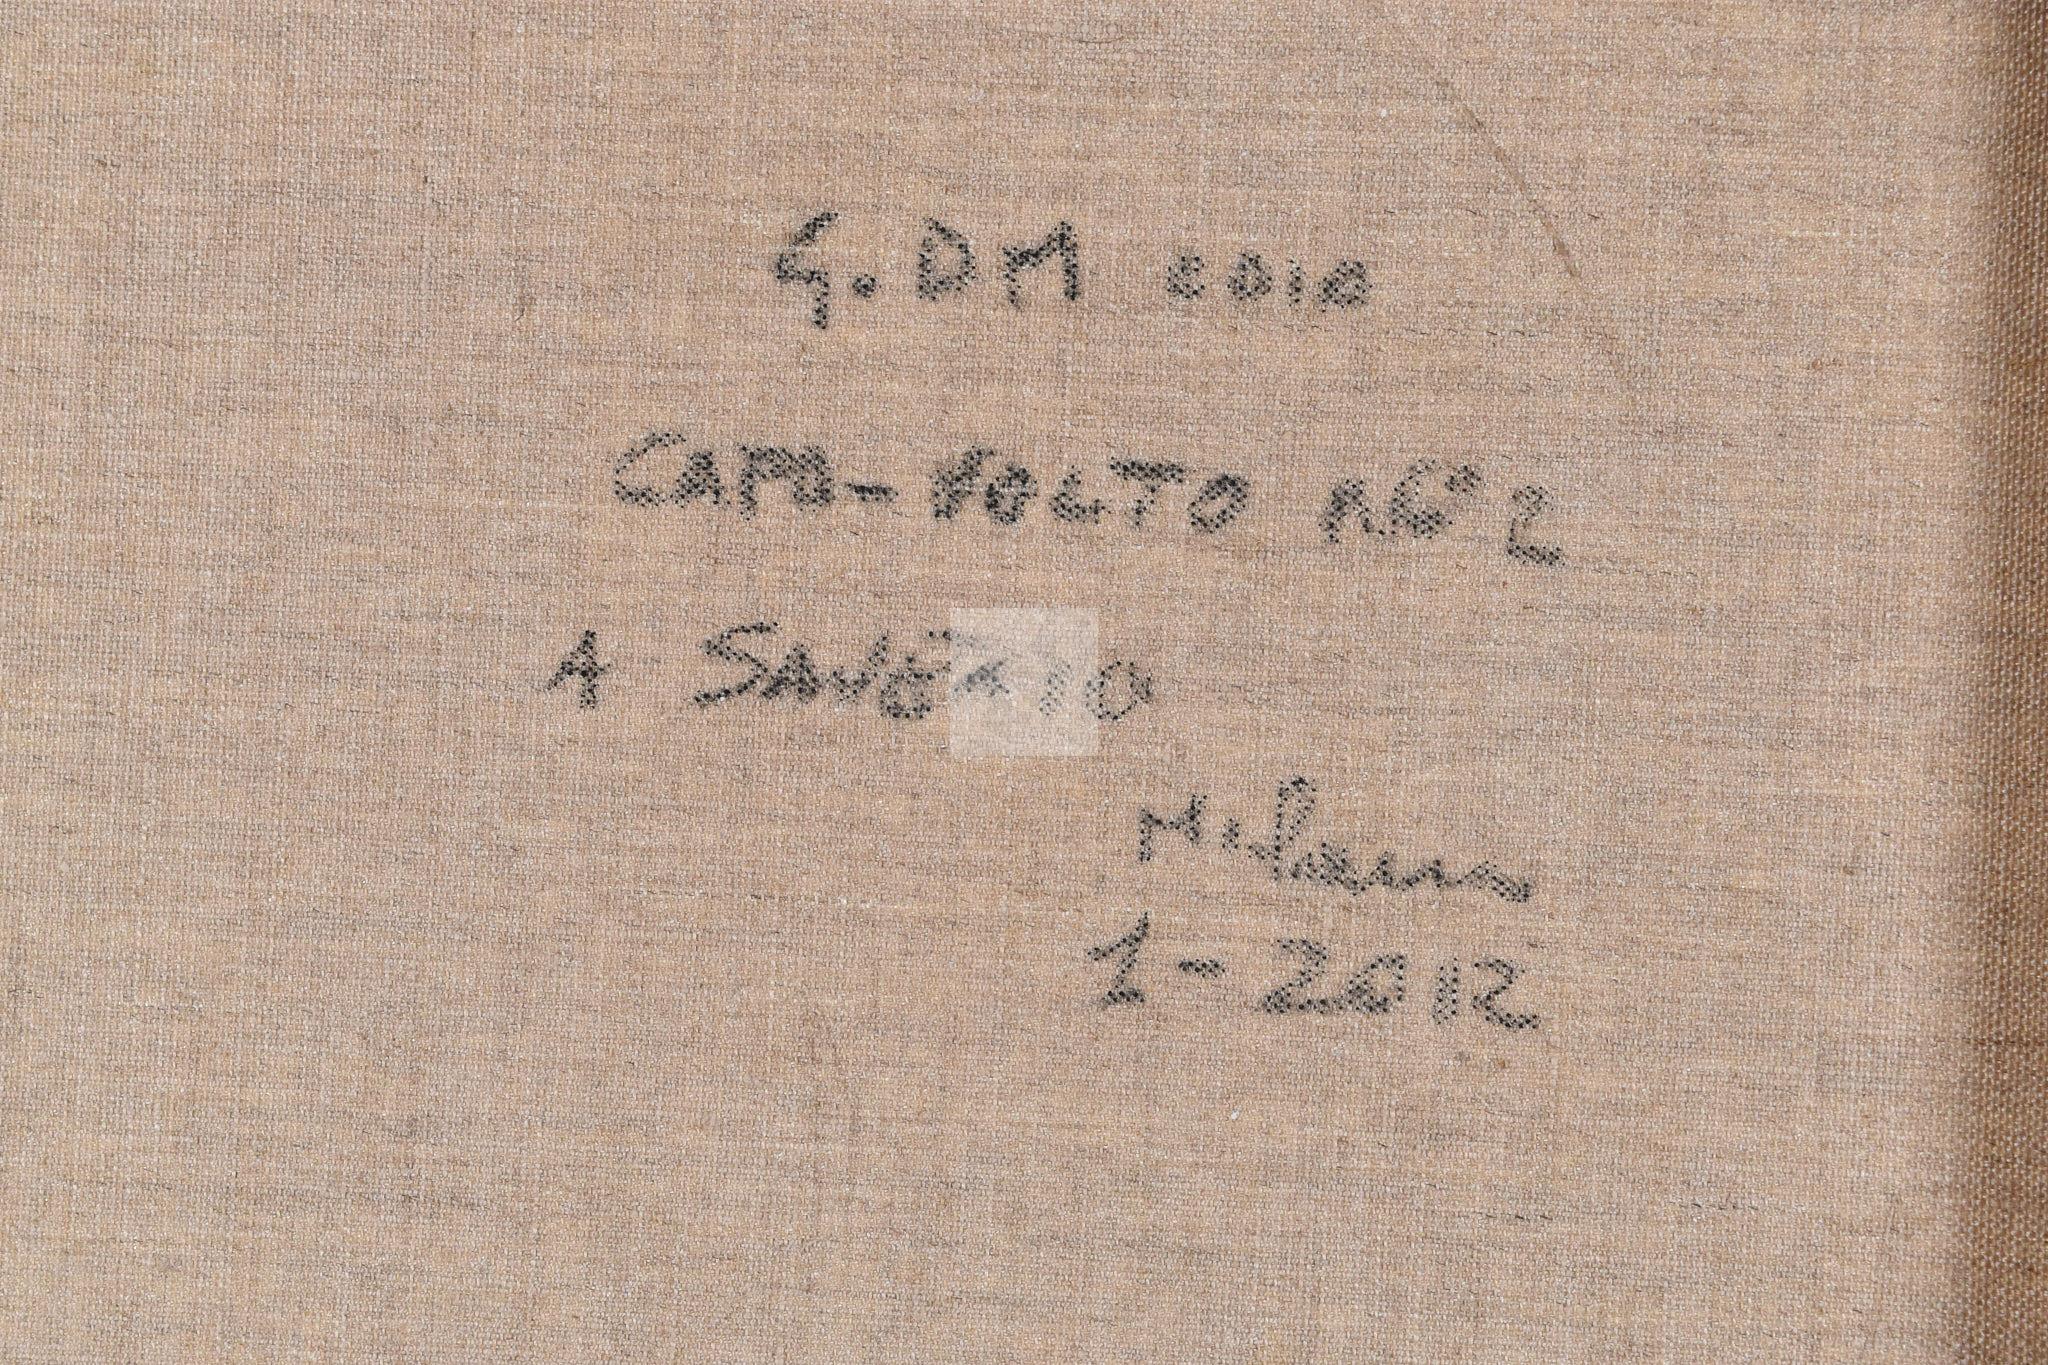 G. DM 2010
CAPO-VOLTO N° 2
A SAVERIO
Milano
1-2012